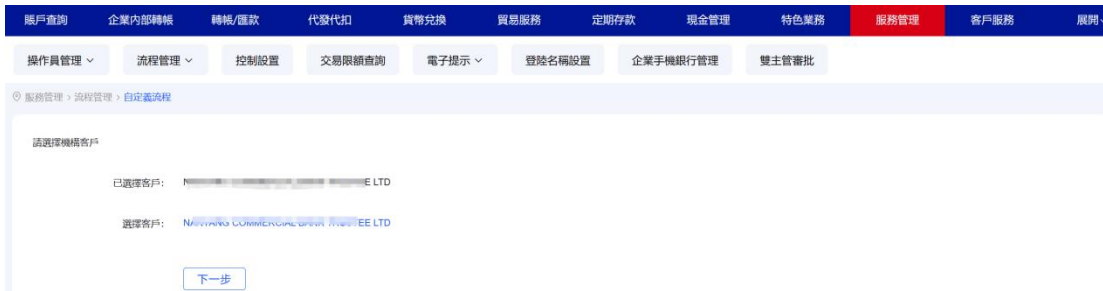 賬戶查詢 企業内部轉帳 轉帳/匯款 代發代扣 貨幣兌換 貿易服務 定期存款 現金管理 特色業務 服務管理 客戶服務 展開
操作員管理 流程管理 控制設置 交易限額查詢 電子提示 登陸名稱設置 企業手機銀行管理 雙主管審批
服務管理 > 流程管理 > 自定義流程
請選擇機構客戶
已選擇客戶： LTD
選擇客戶： COMMERCIAL LTD
下一步